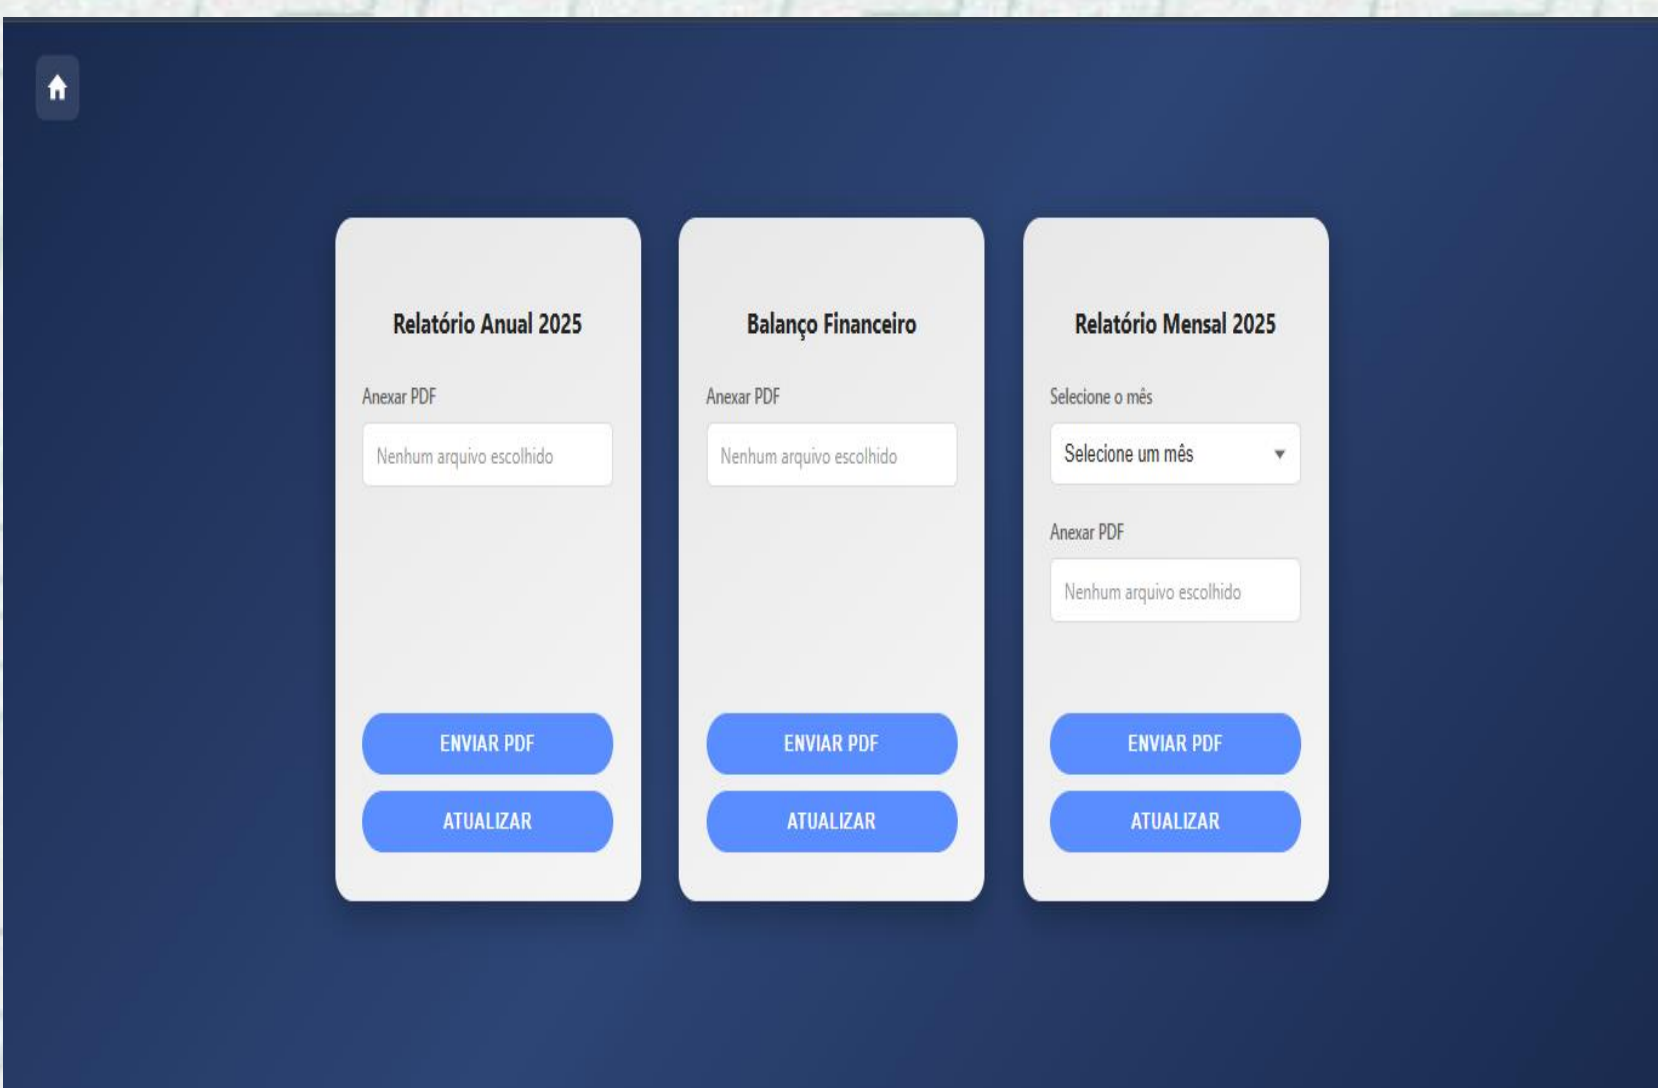 Relatório Anual 2025
Anexar PDF
Nenhum arquivo escolhido
ENVIAR PDF
ATUALIZAR
Balanço Financeiro
Anexar PDF
Nenhum arquivo escolhido
ENVIAR PDF
ATUALIZAR
Relatório Mensal 2025
Selecione o mês
Selecione um mês
Anexar PDF
Nenhum arquivo escolhido
ENVIAR PDF
ATUALIZAR